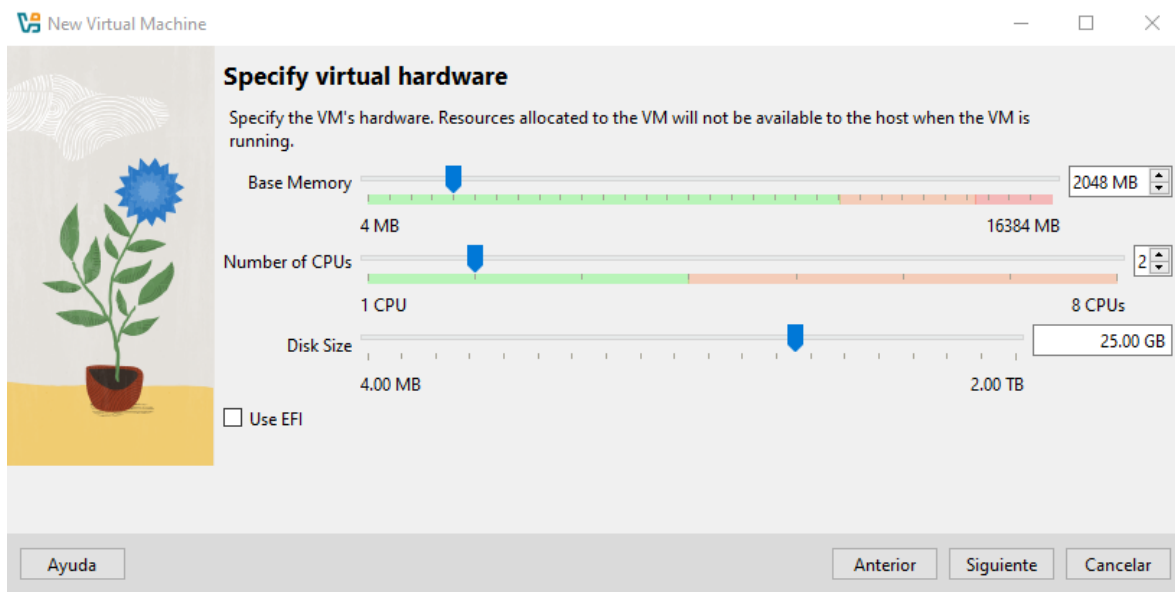 New Virtual Machine
Specify virtual hardware
Specify the VM's hardware. Resources allocated to the VM will not be available to the host when the VM is
running.
Base Memory
2048 MB
4 MB
16384 MB
Number of CPUs
2
1 CPU
8 CPUs
Disk Size
25.00 GB
4.00 MB
2.00 TB
Use EFI
Ayuda
Anterior
Siguiente
Cancelar